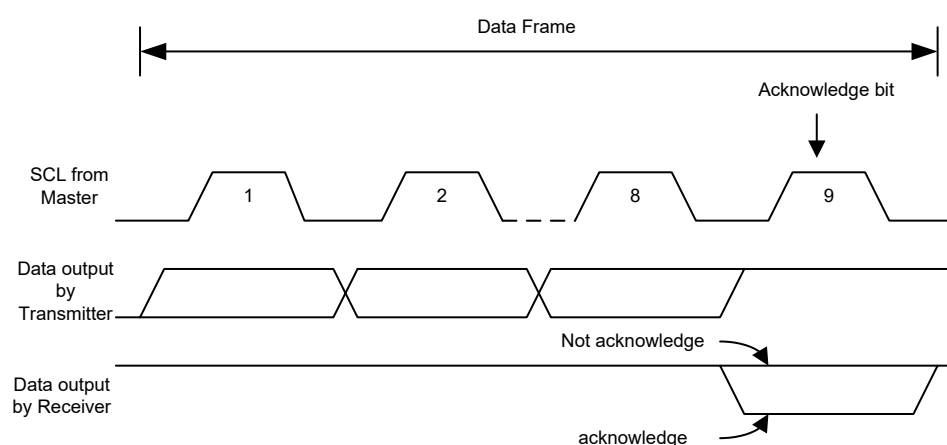 Data Frame
Acknowledge bit
SCL from
Master
1
2
8
9
Data output
by
Transmitter
Not acknowledge
Data output
by Receiver
acknowledge